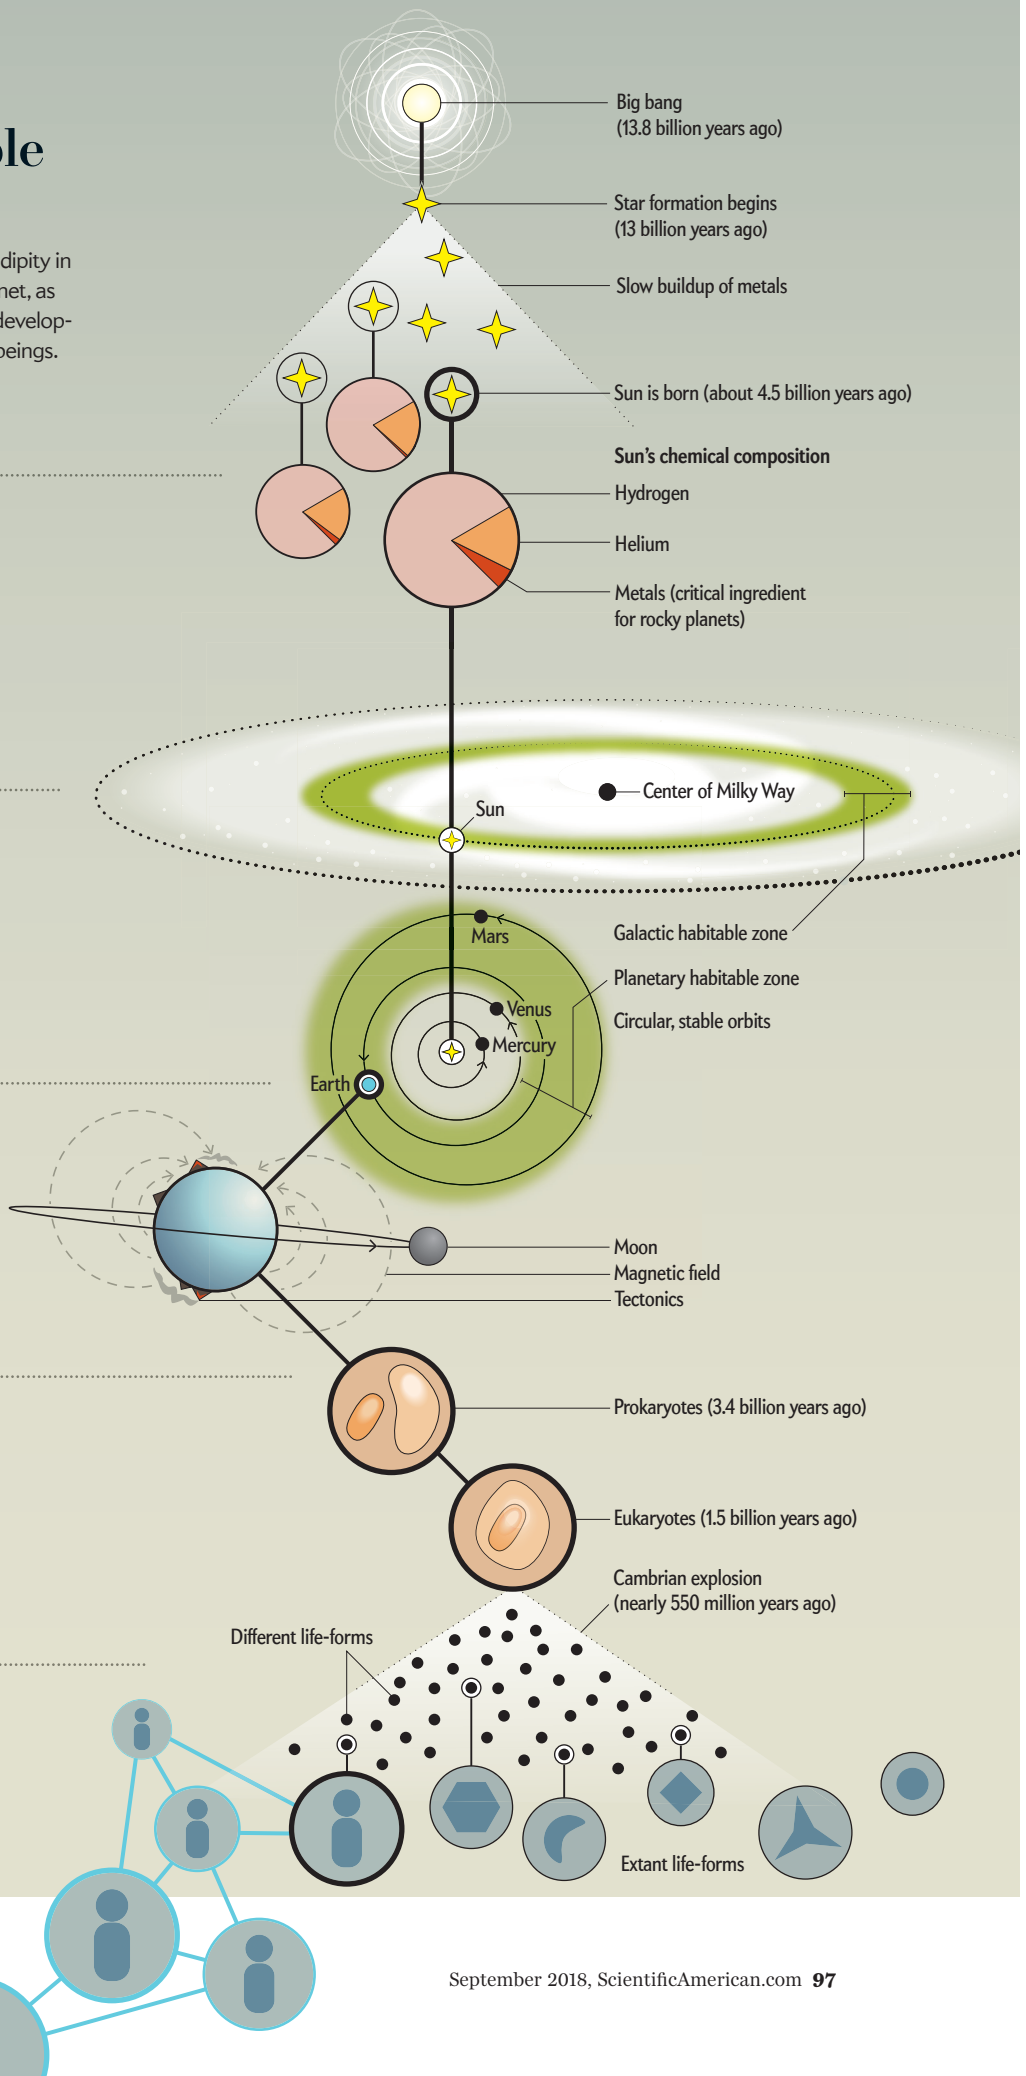 ple
dipity in
net, as
develop-
beings.
Big bang
(13.8 billion years ago)
Star formation begins
(13 billion years ago)
Slow buildup of metals
Sun is born (about 4.5 billion years ago)
Sun's chemical composition
Hydrogen
Helium
Metals (critical ingredient
for rocky planets)
Center of Milky Way
Sun
Galactic habitable zone
Mars
Planetary habitable zone
Venus
Circular, stable orbits
Mercury
Earth
Moon
Magnetic field
Tectonics
Prokaryotes (3.4 billion years ago)
Eukaryotes (1.5 billion years ago)
Cambrian explosion
(nearly 550 million years ago)
Different life-forms
Extant life-forms
September 2018, ScientificAmerican.com 97